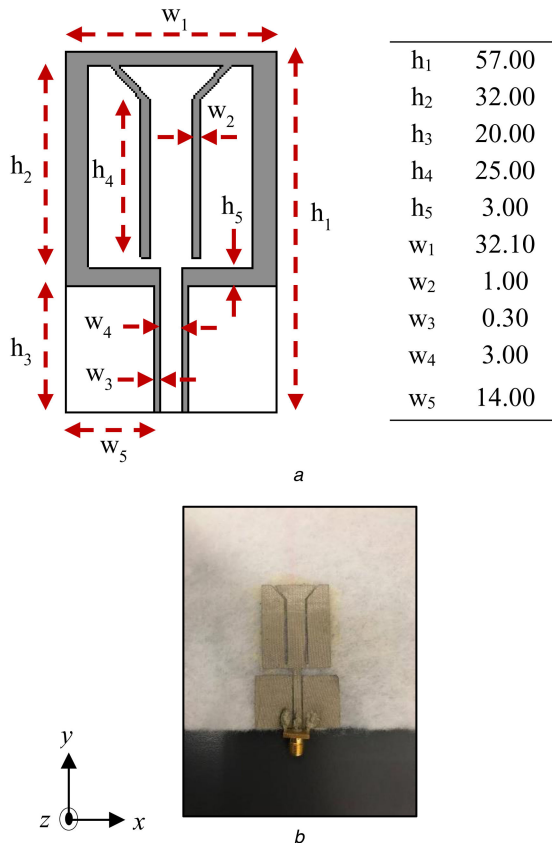 w₁
h₂
h₄
w₂
h₅
h₁
h₃
w₄
w₃
w₅
h₁ 57.00
h₂ 32.00
h₃ 20.00
h₄ 25.00
h₅ 3.00
w₁ 32.10
w₂ 1.00
w₃ 0.30
w₄ 3.00
w₅ 14.00
a
y
z x
b